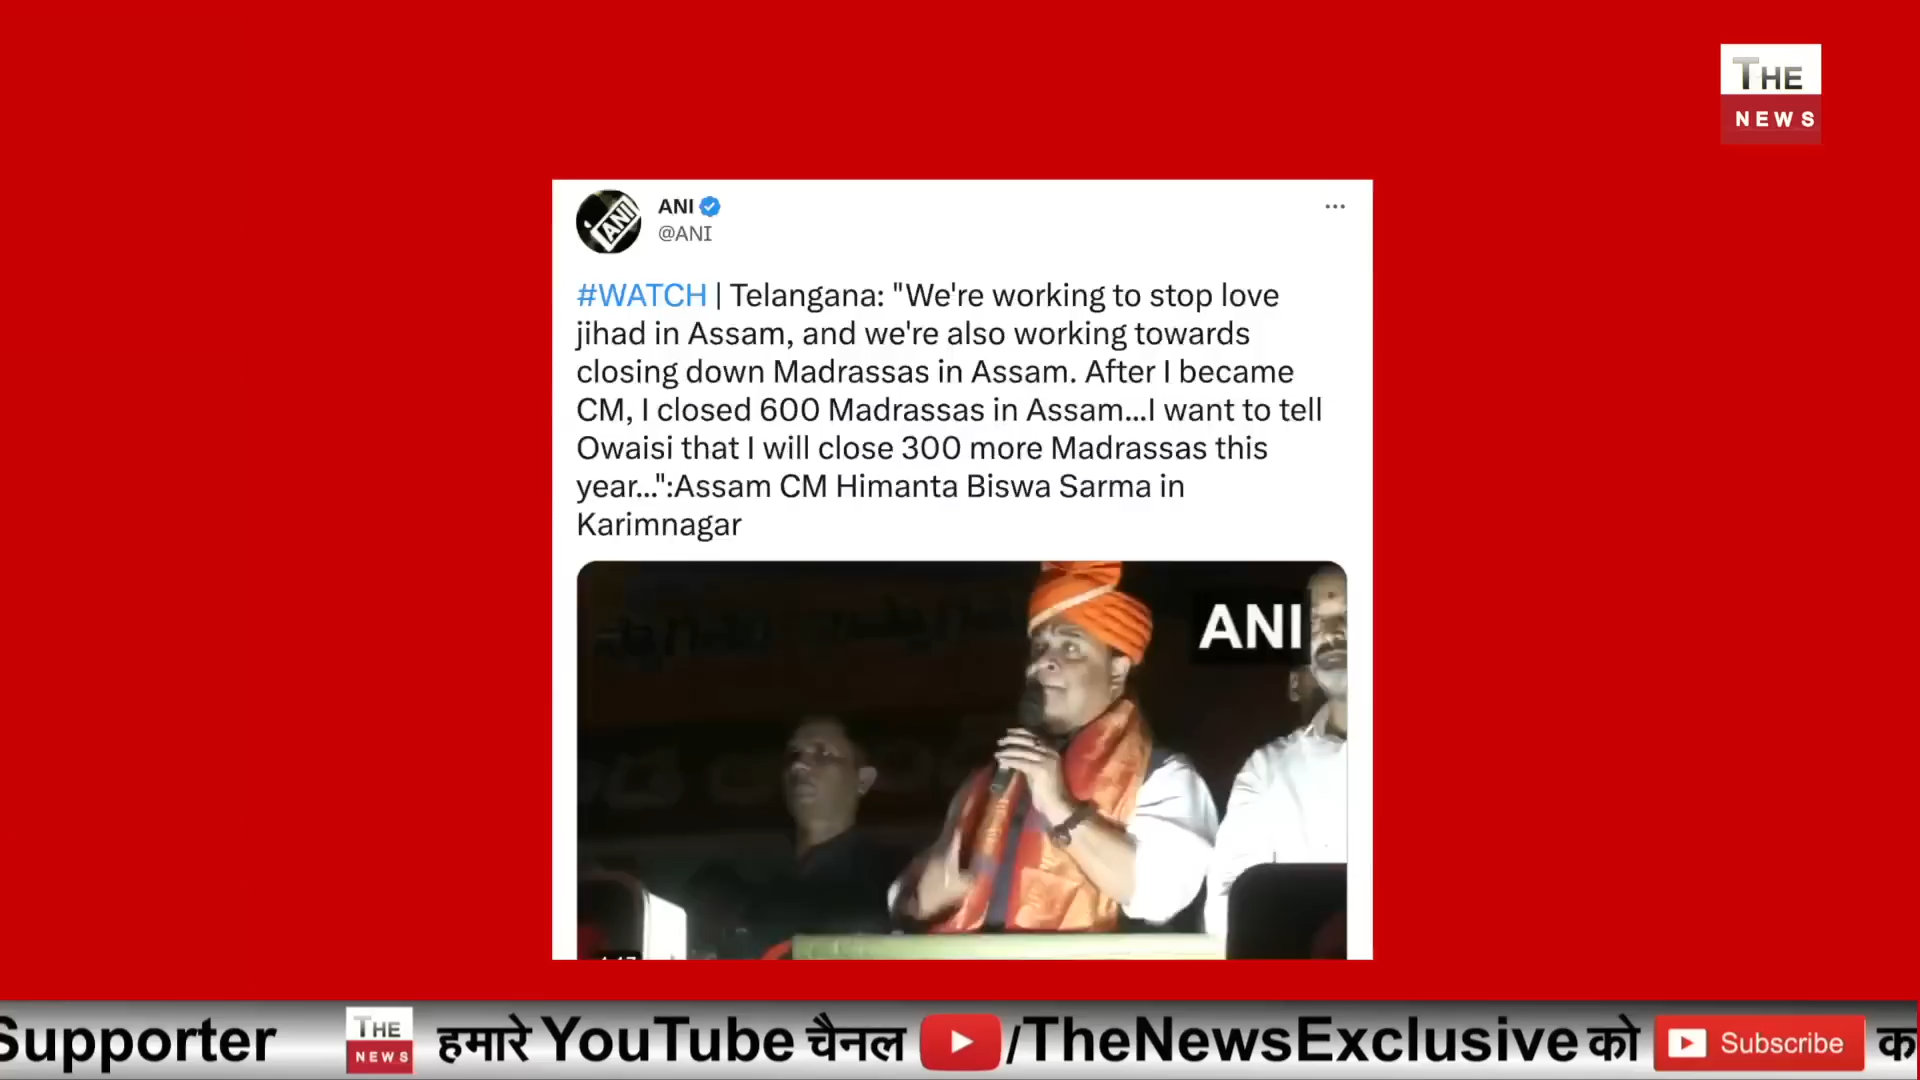 THE
NEWS
ANI
@ANI
#WATCH | Telangana: "We're working to stop love
jihad in Assam, and we're also working towards
closing down Madrassas in Assam. After I became
CM, I closed 600 Madrassas in Assam...I want to tell
Owaisi that I will close 300 more Madrassas this
year...":Assam CM Himanta Biswa Sarma in
Karimnagar
ANI
Supporter THE NEWS हमारे YouTube चैनल /TheNewsExclusive को Subscribe क